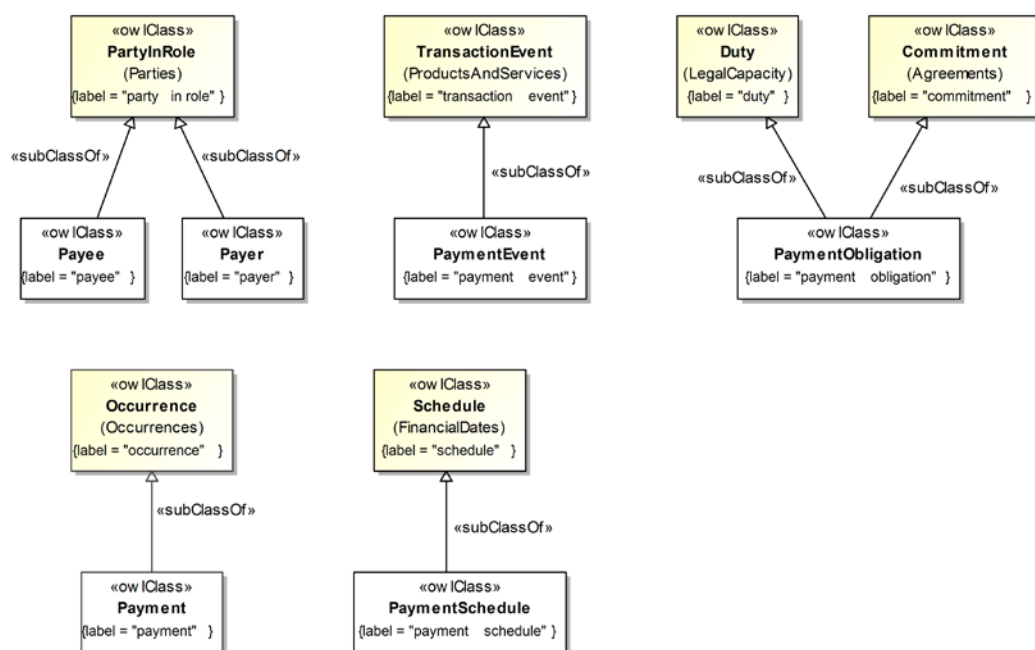 «owlClass»
PartyInRole
(Parties)
{label = "party in role" }
«owlClass»
TransactionEvent
(ProductsAndServices)
{label = "transaction event" }
«owlClass»
Duty
(LegalCapacity)
{label = "duty" }
«owlClass»
Commitment
(Agreements)
{label = "commitment" }
«subClassOf»
«subClassOf»
«subClassOf»
«subClassOf»
«subClassOf»
«owlClass»
Payee
{label = "payee" }
«owlClass»
Payer
{label = "payer" }
«owlClass»
PaymentEvent
{label = "payment event" }
«owlClass»
PaymentObligation
{label = "payment obligation" }
«owlClass»
Occurrence
(Occurrences)
{label = "occurrence" }
«owlClass»
Schedule
(FinancialDates)
{label = "schedule" }
«subClassOf»
«subClassOf»
«owlClass»
Payment
{label = "payment" }
«owlClass»
PaymentSchedule
{label = "payment schedule" }